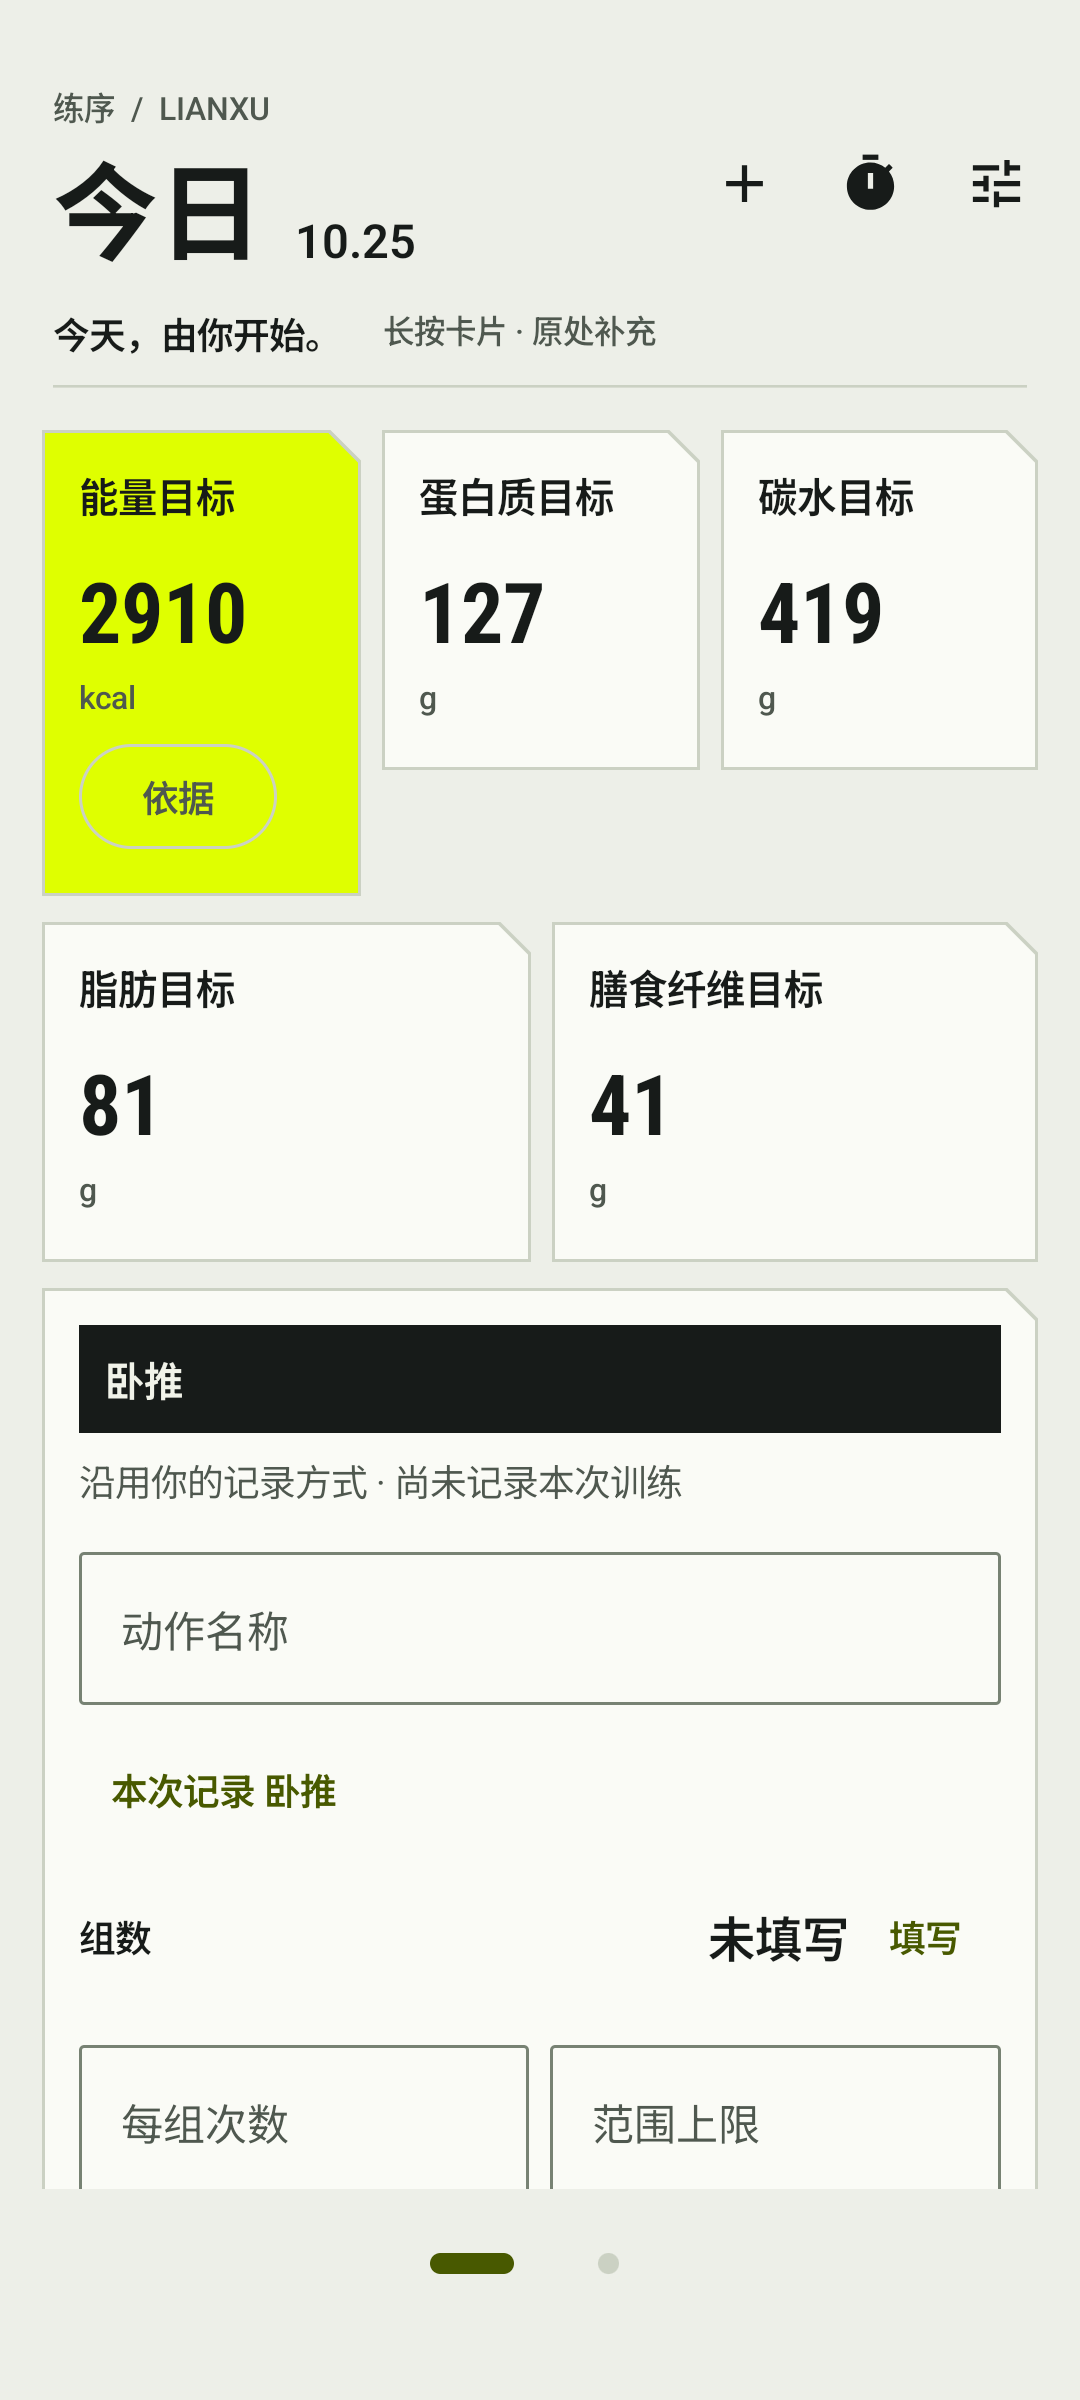 练序 / LIANXU
今日 10.25
今天，由你开始。 长按卡片 · 原处补充
能量目标
2910
kcal
依据
蛋白质目标
127
g
碳水目标
419
g
脂肪目标
81
g
膳食纤维目标
41
g
卧推
沿用你的记录方式 · 尚未记录本次训练
动作名称
本次记录 卧推
组数 未填写 填写
每组次数 范围上限